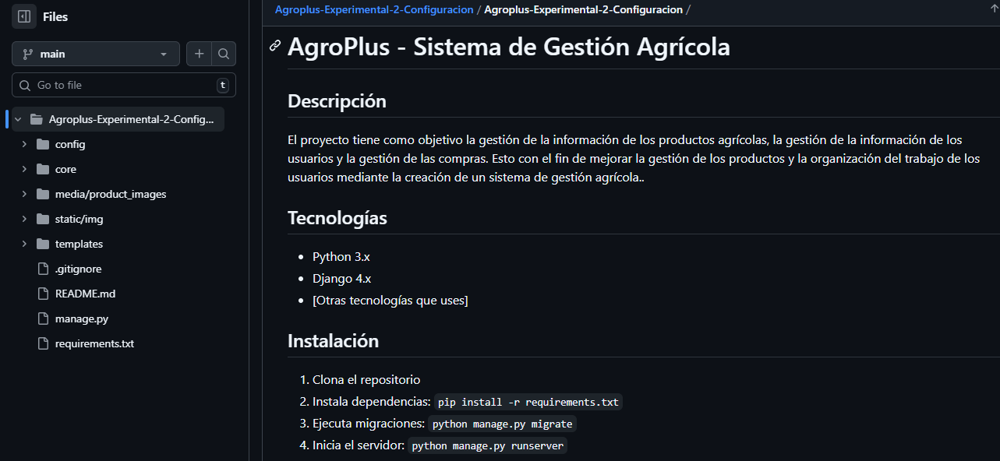 Files
main
Go to file
t
Agroplus-Experimental-2-Config...
config
core
media/product_images
static/img
templates
.gitignore
README.md
manage.py
requirements.txt
Agroplus-Experimental-2-Configuracion / Agroplus-Experimental-2-Configuracion /
AgroPlus - Sistema de Gestión Agrícola
Descripción
El proyecto tiene como objetivo la gestión de la información de los productos agrícolas, la gestión de la información de los
usuarios y la gestión de las compras. Esto con el fin de mejorar la gestión de los productos y la organización del trabajo de los
usuarios mediante la creación de un sistema de gestión agrícola..
Tecnologías
• Python 3.x
• Django 4.x
• [Otras tecnologías que uses]
Instalación
1. Clona el repositorio
2. Instala dependencias: pip install -r requirements.txt
3. Ejecuta migraciones: python manage.py migrate
4. Inicia el servidor: python manage.py runserver